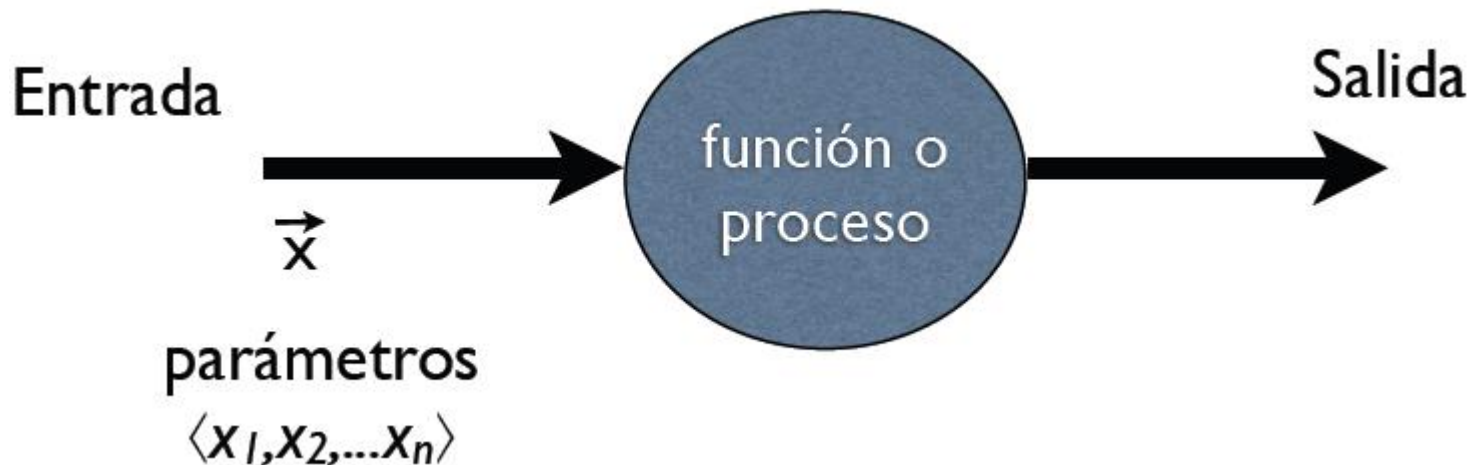 Entrada
Salida
función o
proceso
x⃗
parámetros
⟨x₁,x₂,...xₙ⟩